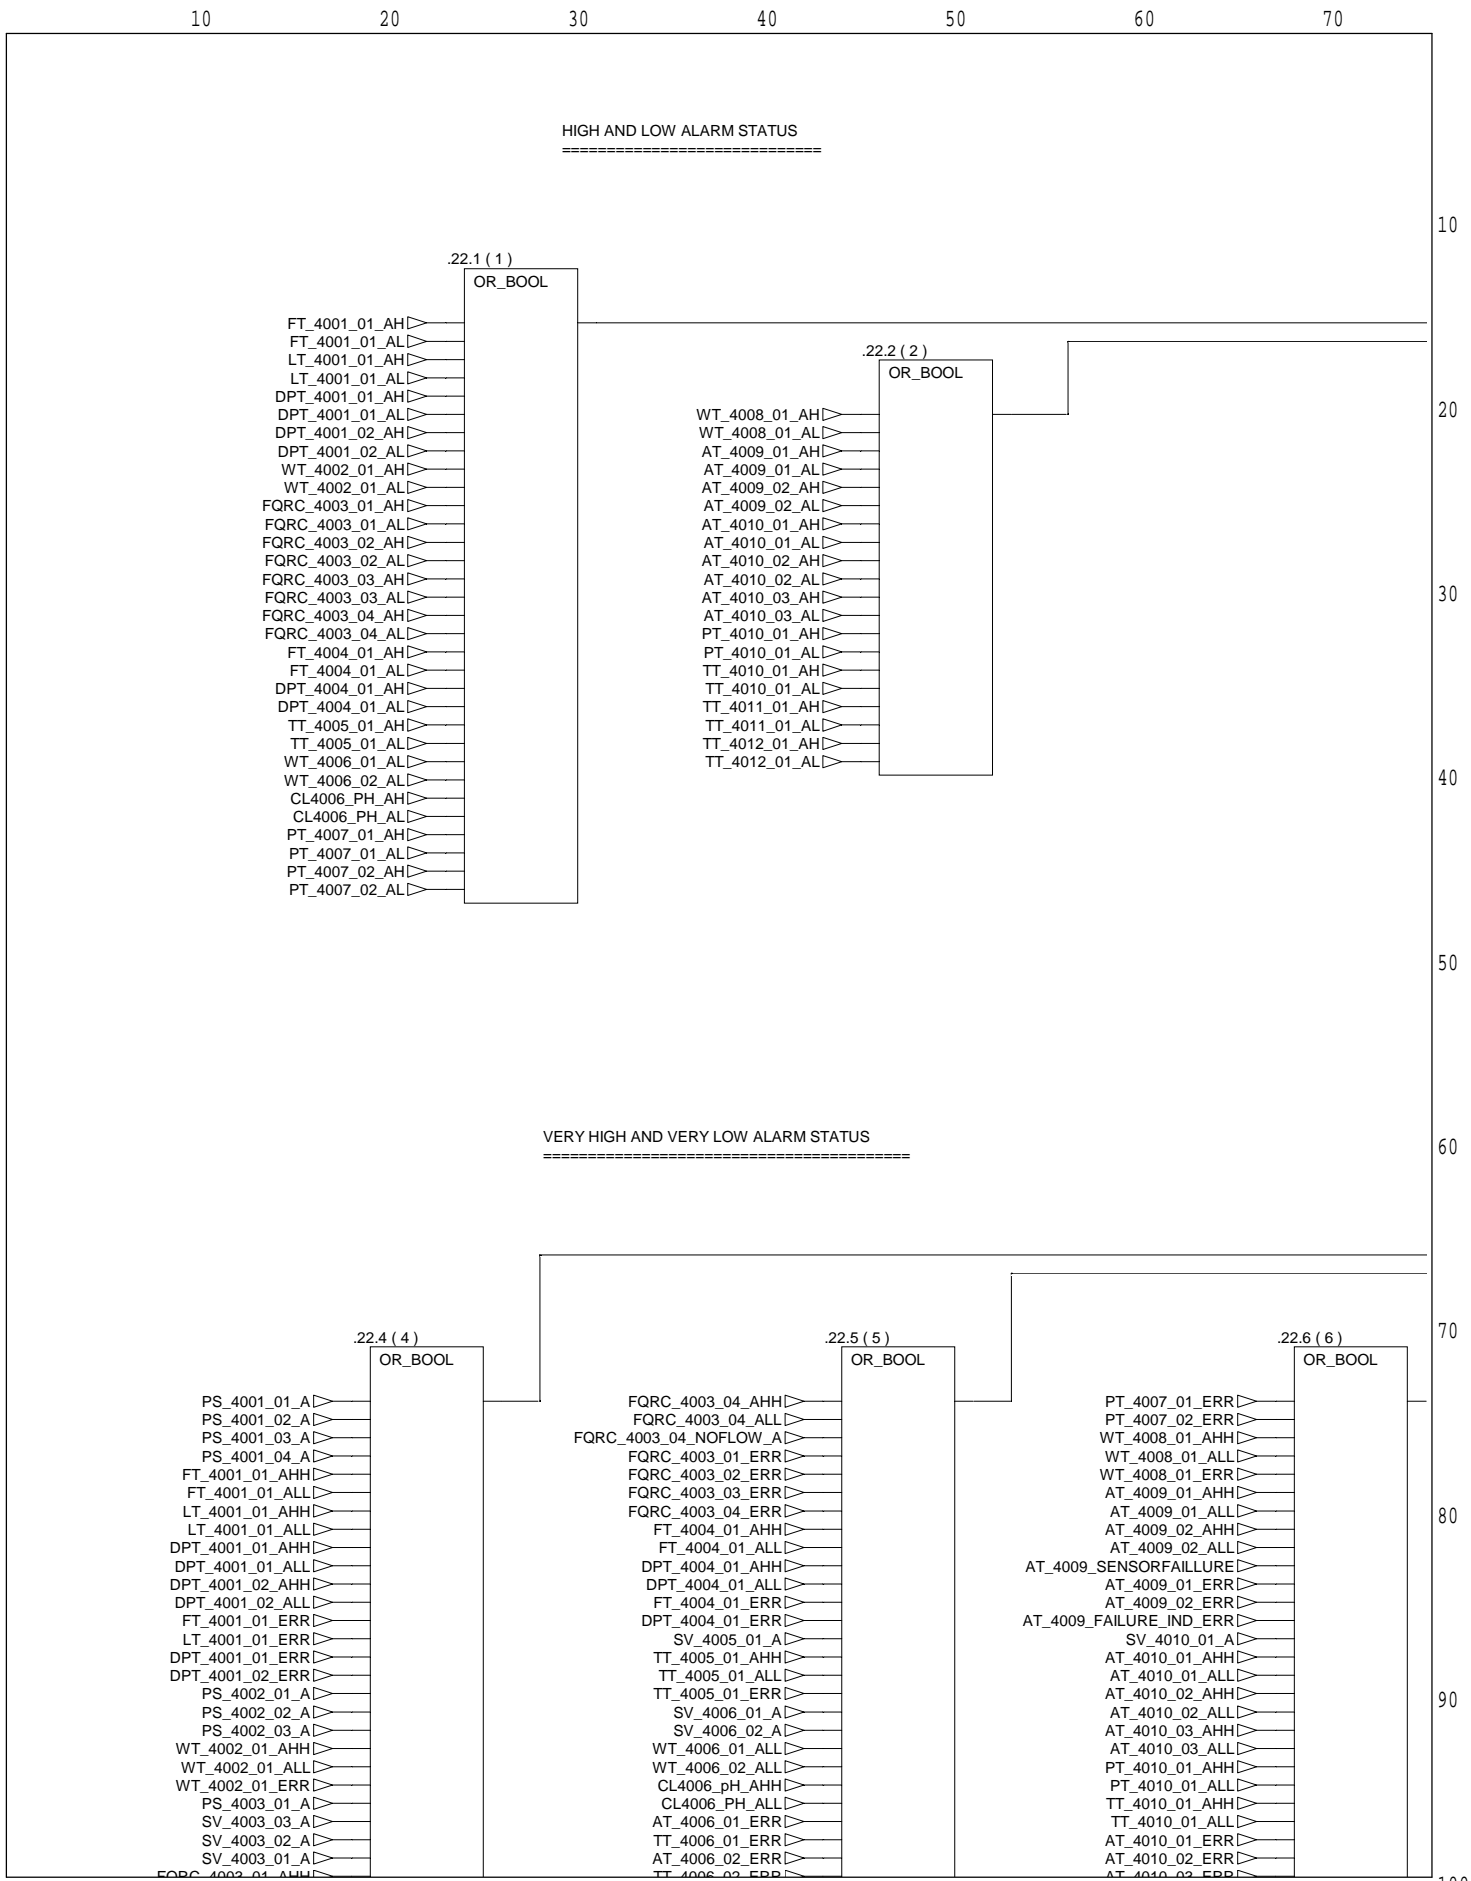 10 20 30 40 50 60 70
HIGH AND LOW ALARM STATUS
=============================
10
.22.1 ( 1 )
OR_BOOL
FT_4001_01_AH
FT_4001_01_AL
LT_4001_01_AH
LT_4001_01_AL
DPT_4001_01_AH
DPT_4001_01_AL
DPT_4001_02_AH
DPT_4001_02_AL
WT_4002_01_AH
WT_4002_01_AL
FQRC_4003_01_AH
FQRC_4003_01_AL
FQRC_4003_02_AH
FQRC_4003_02_AL
FQRC_4003_03_AH
FQRC_4003_03_AL
FQRC_4003_04_AH
FQRC_4003_04_AL
FT_4004_01_AH
FT_4004_01_AL
DPT_4004_01_AH
DPT_4004_01_AL
TT_4005_01_AH
TT_4005_01_AL
WT_4006_01_AL
WT_4006_02_AL
CL4006_PH_AH
CL4006_PH_AL
PT_4007_01_AH
PT_4007_01_AL
PT_4007_02_AH
PT_4007_02_AL
.22.2 ( 2 )
OR_BOOL
WT_4008_01_AH
WT_4008_01_AL
AT_4009_01_AH
AT_4009_01_AL
AT_4009_02_AH
AT_4009_02_AL
AT_4010_01_AH
AT_4010_01_AL
AT_4010_02_AH
AT_4010_02_AL
AT_4010_03_AH
AT_4010_03_AL
PT_4010_01_AH
PT_4010_01_AL
TT_4010_01_AH
TT_4010_01_AL
TT_4011_01_AH
TT_4011_01_AL
TT_4012_01_AH
TT_4012_01_AL
20
30
40
50
VERY HIGH AND VERY LOW ALARM STATUS
=========================================
60
.22.4 ( 4 )
OR_BOOL
PS_4001_01_A
PS_4001_02_A
PS_4001_03_A
PS_4001_04_A
FT_4001_01_AHH
FT_4001_01_ALL
LT_4001_01_AHH
LT_4001_01_ALL
DPT_4001_01_AHH
DPT_4001_01_ALL
DPT_4001_02_AHH
DPT_4001_02_ALL
FT_4001_01_ERR
LT_4001_01_ERR
DPT_4001_01_ERR
DPT_4001_02_ERR
PS_4002_01_A
PS_4002_02_A
PS_4002_03_A
WT_4002_01_AHH
WT_4002_01_ALL
WT_4002_01_ERR
PS_4003_01_A
SV_4003_03_A
SV_4003_02_A
SV_4003_01_A
FQRC_4003_01_AHH
.22.5 ( 5 )
OR_BOOL
FQRC_4003_04_AHH
FQRC_4003_04_ALL
FQRC_4003_04_NOFLOW_A
FQRC_4003_01_ERR
FQRC_4003_02_ERR
FQRC_4003_03_ERR
FQRC_4003_04_ERR
FT_4004_01_AHH
FT_4004_01_ALL
DPT_4004_01_AHH
DPT_4004_01_ALL
FT_4004_01_ERR
DPT_4004_01_ERR
SV_4005_01_A
TT_4005_01_AHH
TT_4005_01_ALL
TT_4005_01_ERR
SV_4006_01_A
SV_4006_02_A
WT_4006_01_ALL
WT_4006_02_ALL
CL4006_pH_AHH
CL4006_PH_ALL
AT_4006_01_ERR
TT_4006_01_ERR
AT_4006_02_ERR
TT_4006_02_ERR
.22.6 ( 6 )
OR_BOOL
PT_4007_01_ERR
PT_4007_02_ERR
WT_4008_01_AHH
WT_4008_01_ALL
WT_4008_01_ERR
AT_4009_01_AHH
AT_4009_01_ALL
AT_4009_02_AHH
AT_4009_02_ALL
AT_4009_SENSORFAILLURE
AT_4009_01_ERR
AT_4009_02_ERR
AT_4009_FAILURE_IND_ERR
SV_4010_01_A
AT_4010_01_AHH
AT_4010_01_ALL
AT_4010_02_AHH
AT_4010_02_ALL
AT_4010_03_AHH
AT_4010_03_ALL
PT_4010_01_AHH
PT_4010_01_ALL
TT_4010_01_AHH
TT_4010_01_ALL
AT_4010_01_ERR
AT_4010_02_ERR
AT_4010_03_ERR
70
80
90
100